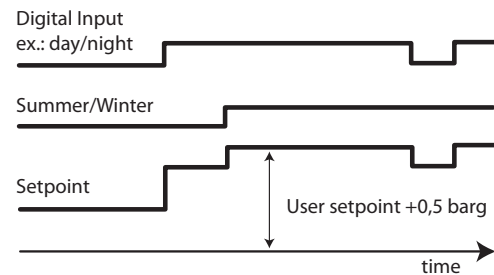 Digital Input
ex.: day/night
Summer/Winter
Setpoint
User setpoint +0,5 barg
time